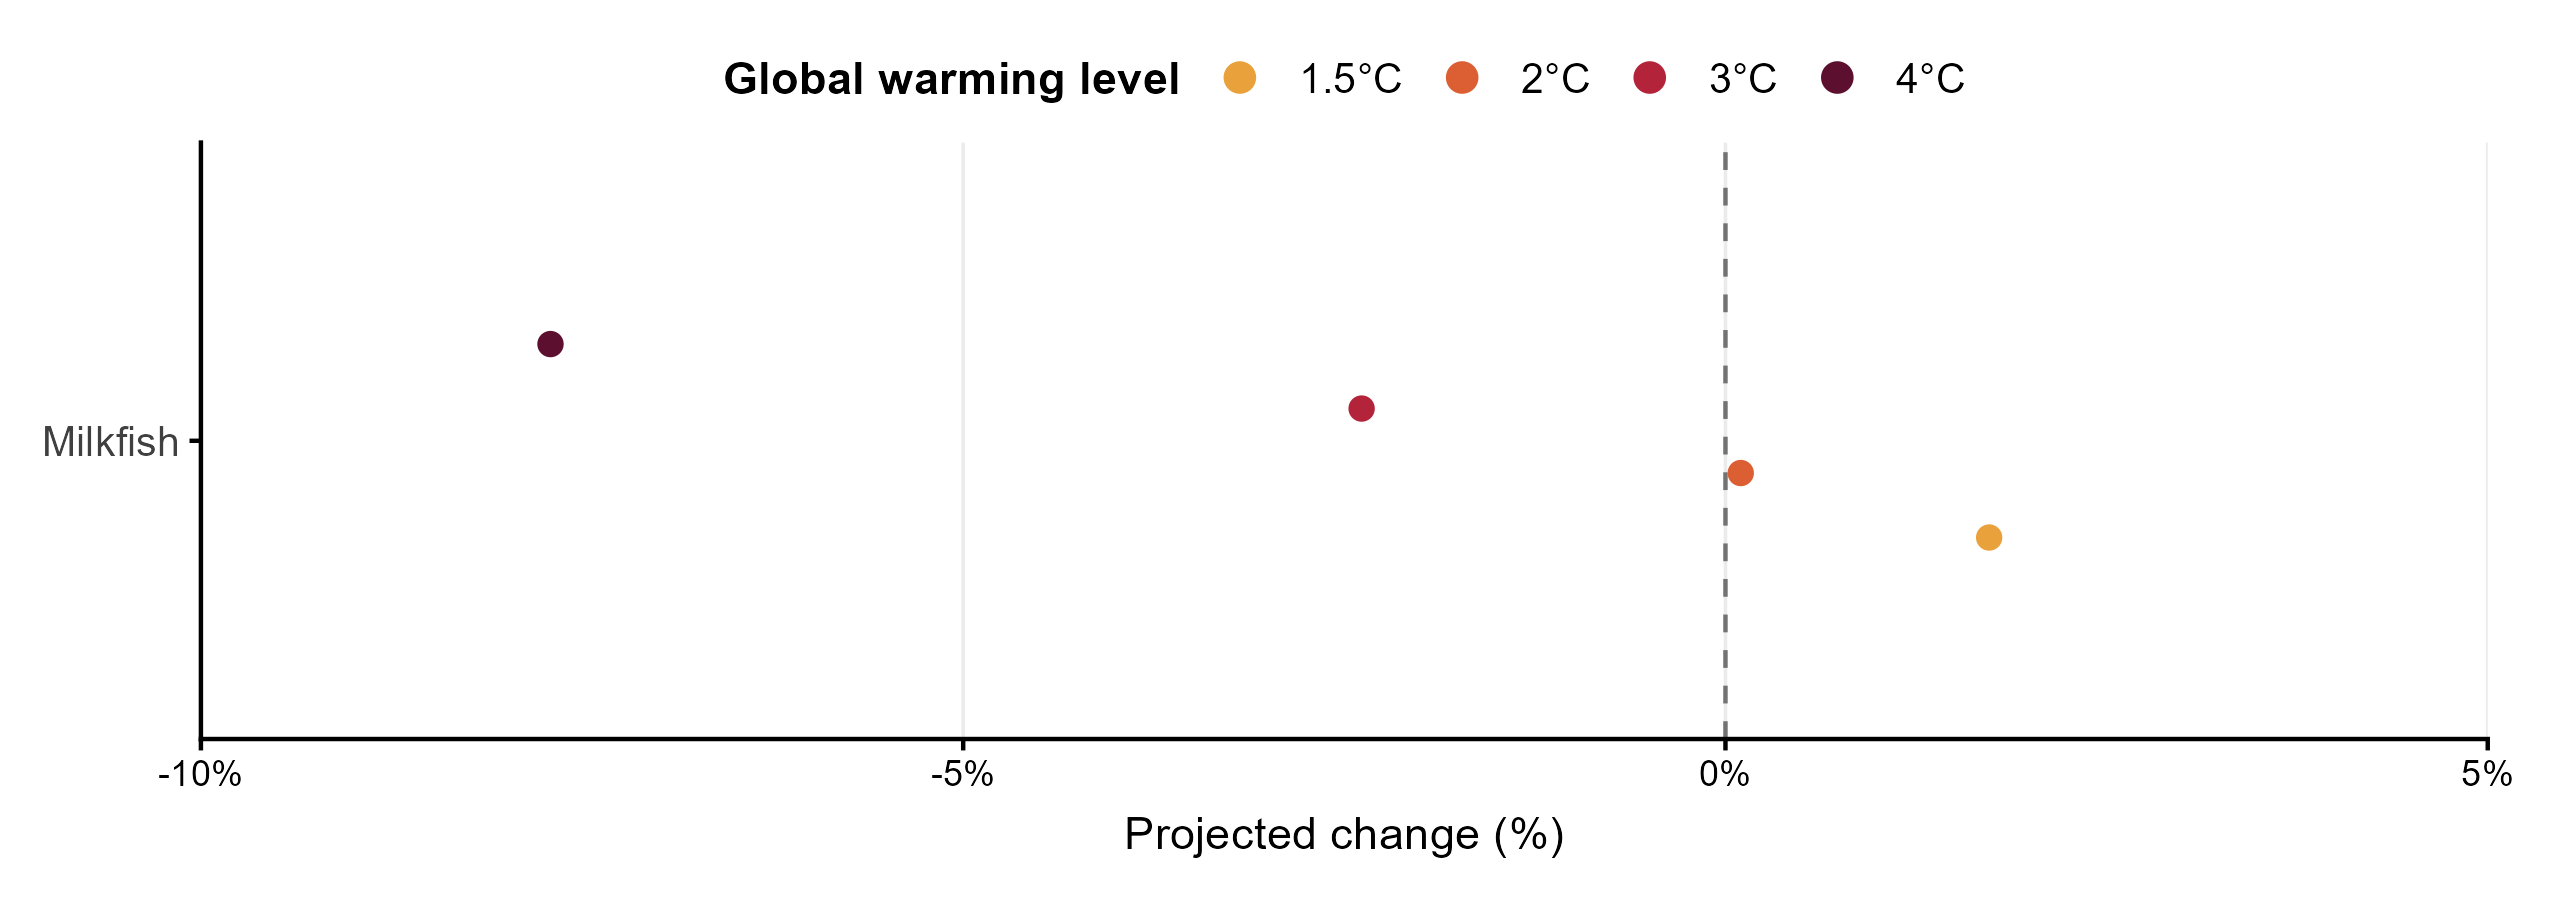 Global warming level 1.5°C 2°C 3°C 4°C
Milkfish
-10% -5% 0% 5%
Projected change (%)